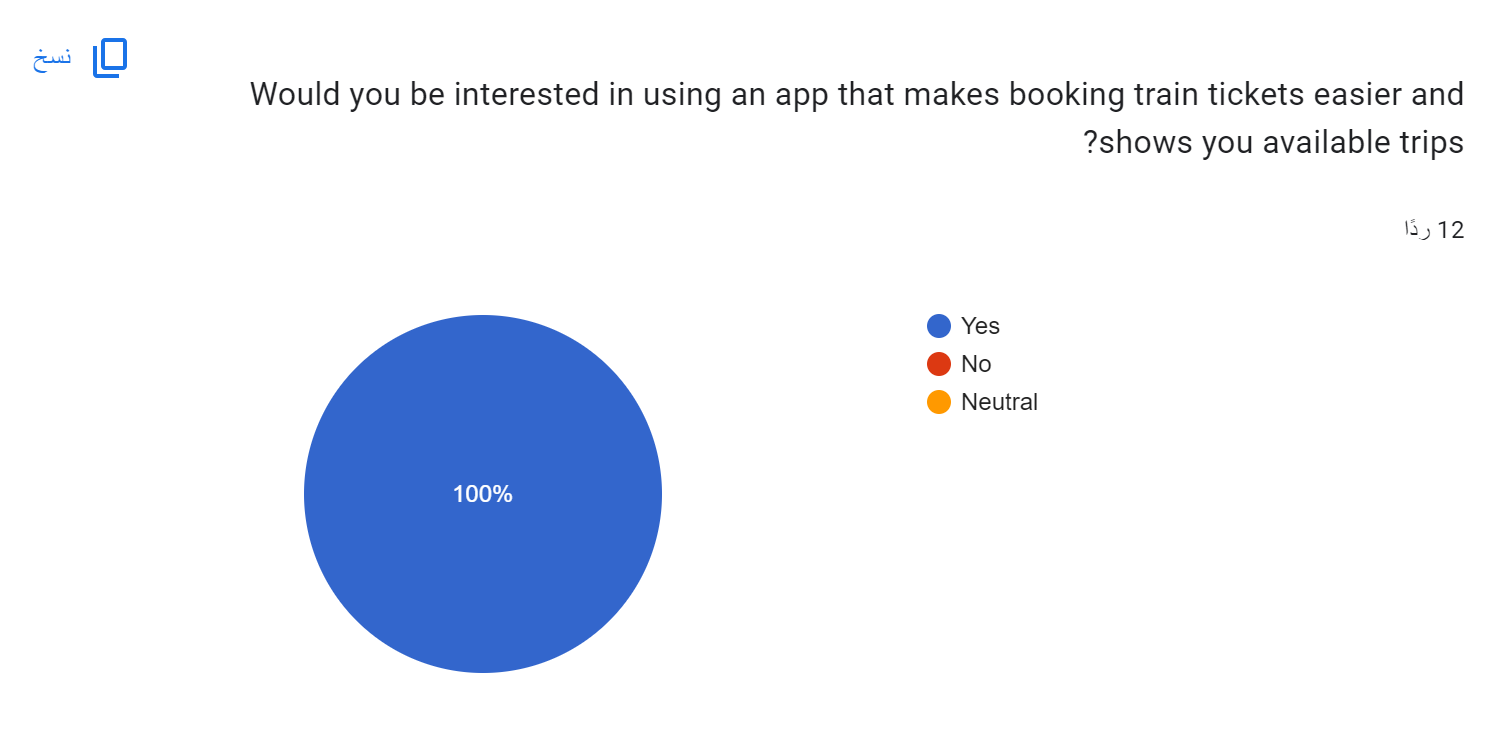 نسخ
Would you be interested in using an app that makes booking train tickets easier and
?shows you available trips
12 ردًا
Yes
No
Neutral
100%